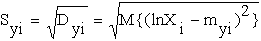 S_yi = √D_yi = √M{(lnX_i - m_yi)^2}